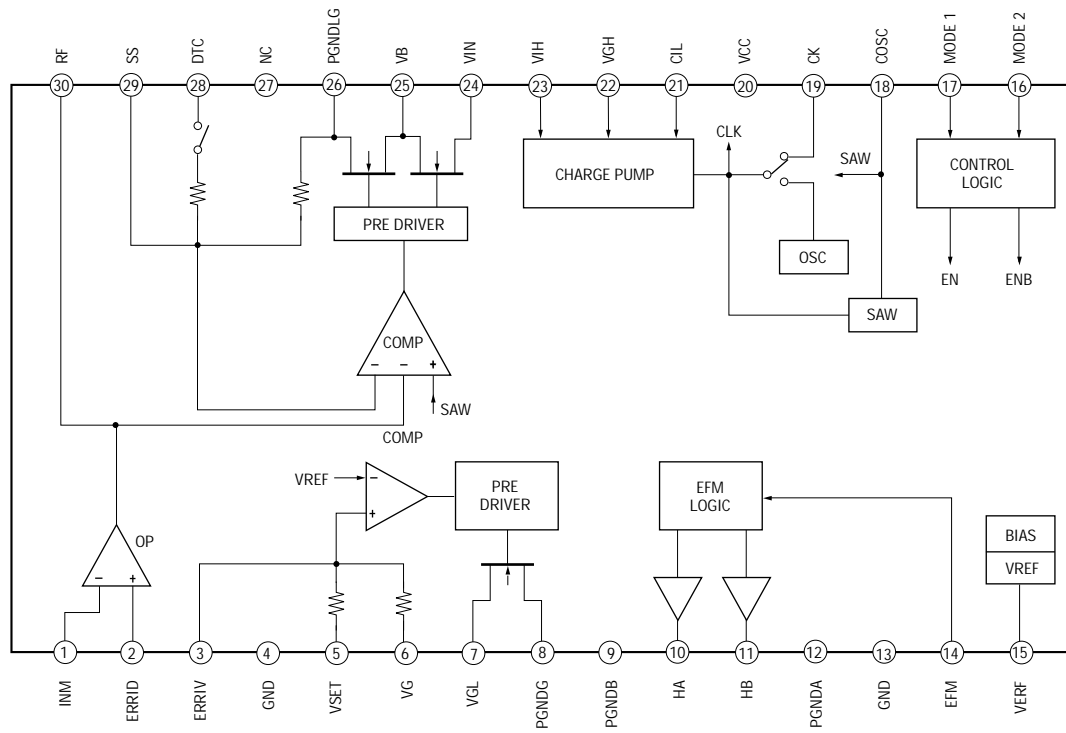 RF SS DTC NC PGNDLG VB VIN VIH VGH CIL VCC CK COSC MODE 1 MODE 2
30 29 28 27 26 25 24 23 22 21 20 19 18 17 16
CLK
SAW
CHARGE PUMP
CONTROL
LOGIC
PRE DRIVER
OSC
EN ENB
SAW
COMP
− − +
SAW
COMP
VREF
−
+
PRE
DRIVER
EFM
LOGIC
BIAS
VREF
OP
− +
1 2 3 4 5 6 7 8 9 10 11 12 13 14 15
INM ERRID ERRIV GND VSET VG VGL PGNDG PGNDB HA HB PGNDA GND EFM VERF